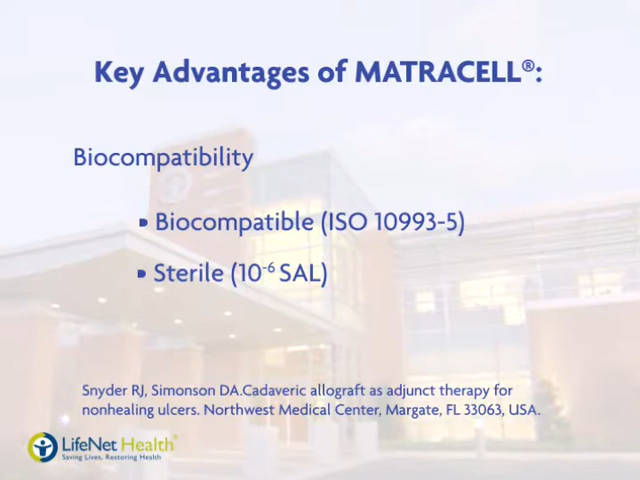 Key Advantages of MATRACELL®:
Biocompatibility
Biocompatible (ISO 10993-5)
Sterile (10⁻⁶ SAL)
Snyder RJ, Simonson DA.Cadaveric allograft as adjunct therapy for
nonhealing ulcers. Northwest Medical Center, Margate, FL 33063, USA.
LifeNet Health®
Saving Lives, Restoring Health